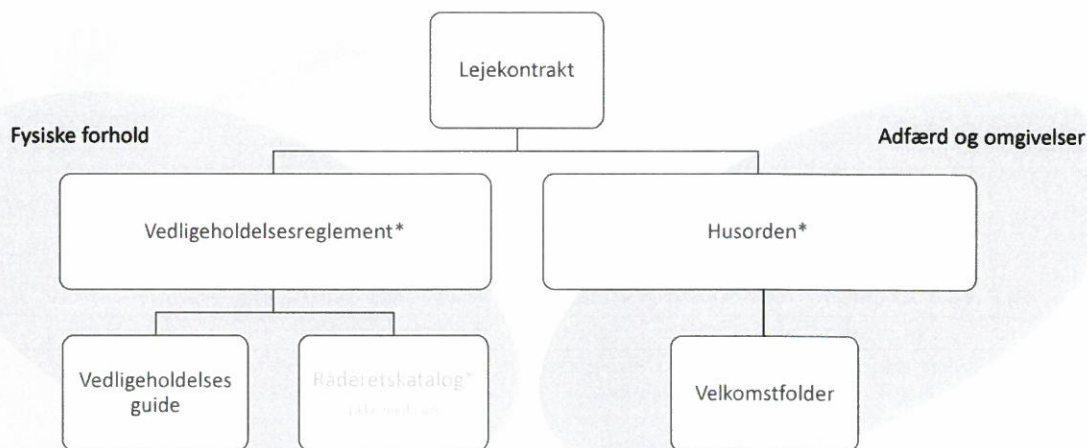 Lejekontrakt
Fysiske forhold
Adfærd og omgivelser
Vedligeholdelsesreglement*
Husorden*
Vedligeholdelses
guide
Råderetskatalog*
Velkomstfolder